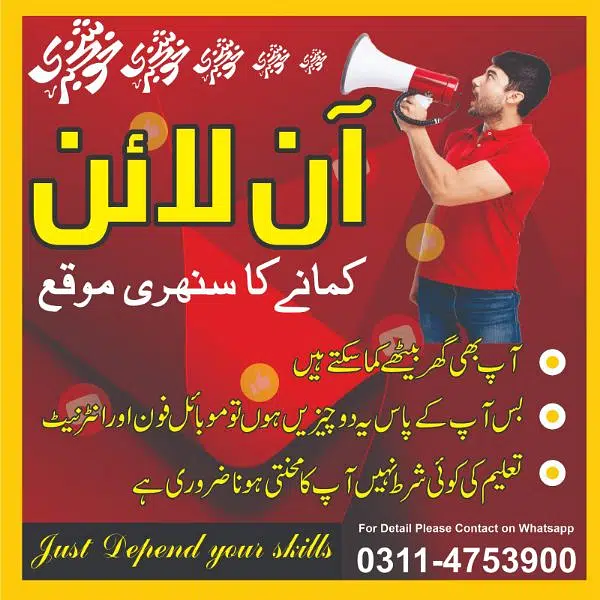 خوشخبری خوشخبری خوشخبری خوشخبری خوشخبری
آن لائن
کمانے کا سنہری موقع
آپ بھی گھر بیٹھے کما سکتے ہیں
بس آپ کے پاس یہ دو چیزیں ہوں تو موبائل فون اور انٹرنیٹ
تعلیم کی کوئی شرط نہیں آپ کا محنتی ہونا ضروری ہے
Just Depend your skills
For Detail Please Contact on Whatsapp
0311-4753900